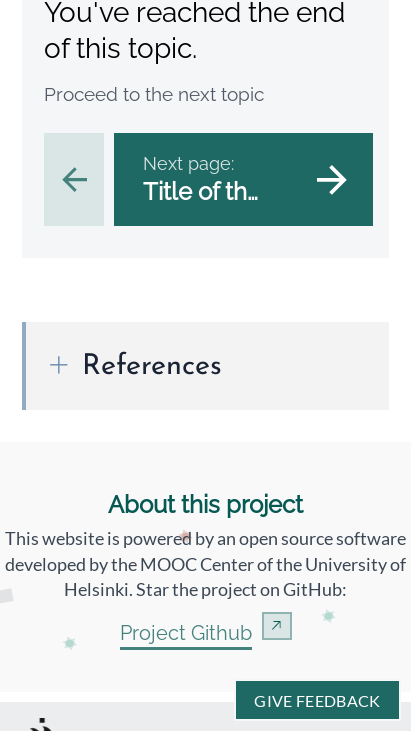 You've reached the end
of this topic.
Proceed to the next topic
Next page:
Title of th...
References
About this project
This website is powered by an open source software
developed by the MOOC Center of the University of
Helsinki. Star the project on GitHub:
Project Github
GIVE FEEDBACK